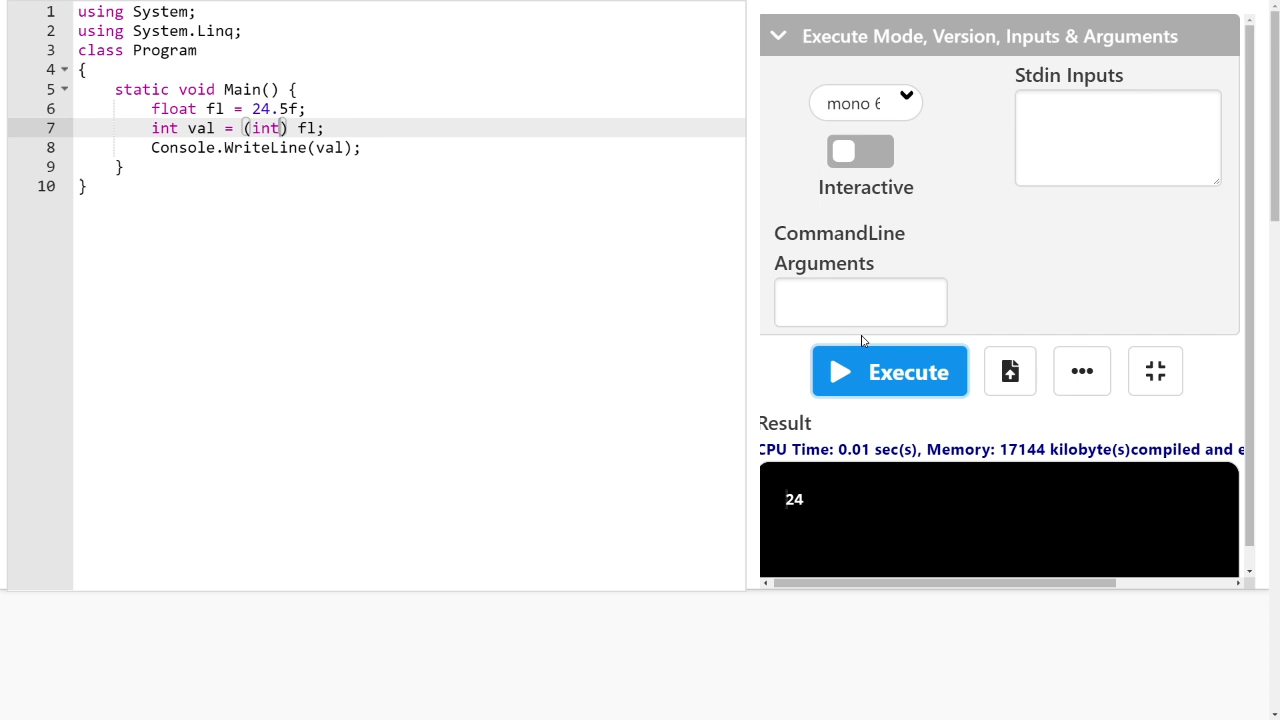 1 using System;
2 using System.Linq;
3 class Program
4 {
5 static void Main() {
6 float fl = 24.5f;
7 int val = (int) fl;
8 Console.WriteLine(val);
9 }
10 }
Execute Mode, Version, Inputs & Arguments
mono 6
Interactive
Stdin Inputs
CommandLine
Arguments
Execute
Result
CPU Time: 0.01 sec(s), Memory: 17144 kilobyte(s)compiled and e
24